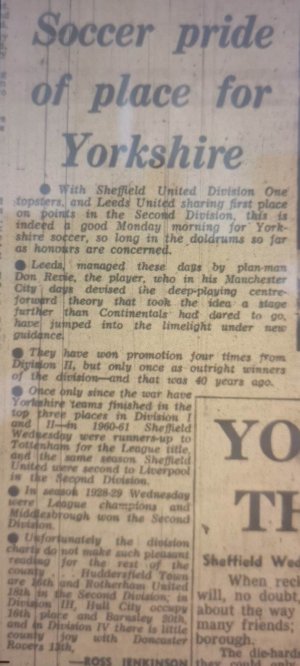 Soccer pride
of place for
Yorkshire
● With Sheffield United Division One
topsters, and Leeds United sharing first place
on points in the Second Division, this is
indeed a good Monday morning for York-
shire soccer, so long in the doldrums so far
as honours are concerned.
● Leeds, managed these days by plan-man
Don Revie, the player, who in his Manchester
City days devised the deep-playing centre-
forward theory that took the idea a stage
further than Continentals had dared to go,
have jumped into the limelight under new
guidance.
● They have won promotion four times from
Division II, but only once as outright winners
of the division—and that was 40 years ago.
● Once only since the war have
Yorkshire teams finished in the
top three places in Division I
and II—in 1960-61 Sheffield
Wednesday were runners-up to
Tottenham for the League title,
and the same season Sheffield
United were second to Liverpool
in the Second Division.
● In season 1928-29 Wednesday
were League champions and
Middlesbrough won the Second
Division.
● Unfortunately the division
charts do not make such pleasant
reading for the rest of the
county. Huddersfield Town
are 16th and Rotherham United
18th in the Second Division; in
Division III, Hull City occupy
16th place and Barnsley 20th,
and in Division IV there is little
county joy with Doncaster
Rovers 13th,
—ROSS JENKINSON
YO
TH
Sheffield Wed
When reck
will, no doubt,
about the way
many frien
borough.
The die-hards